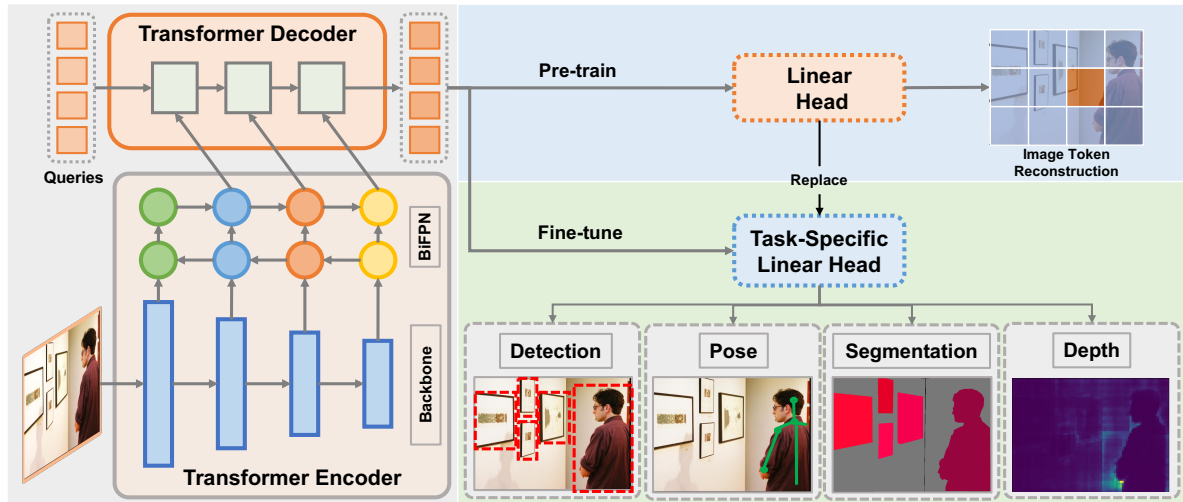 Transformer Decoder
Queries
Pre-train
Linear
Head
Image Token
Reconstruction
Replace
Fine-tune
Task-Specific
Linear Head
BiFPN
Backbone
Transformer Encoder
Detection
Pose
Segmentation
Depth